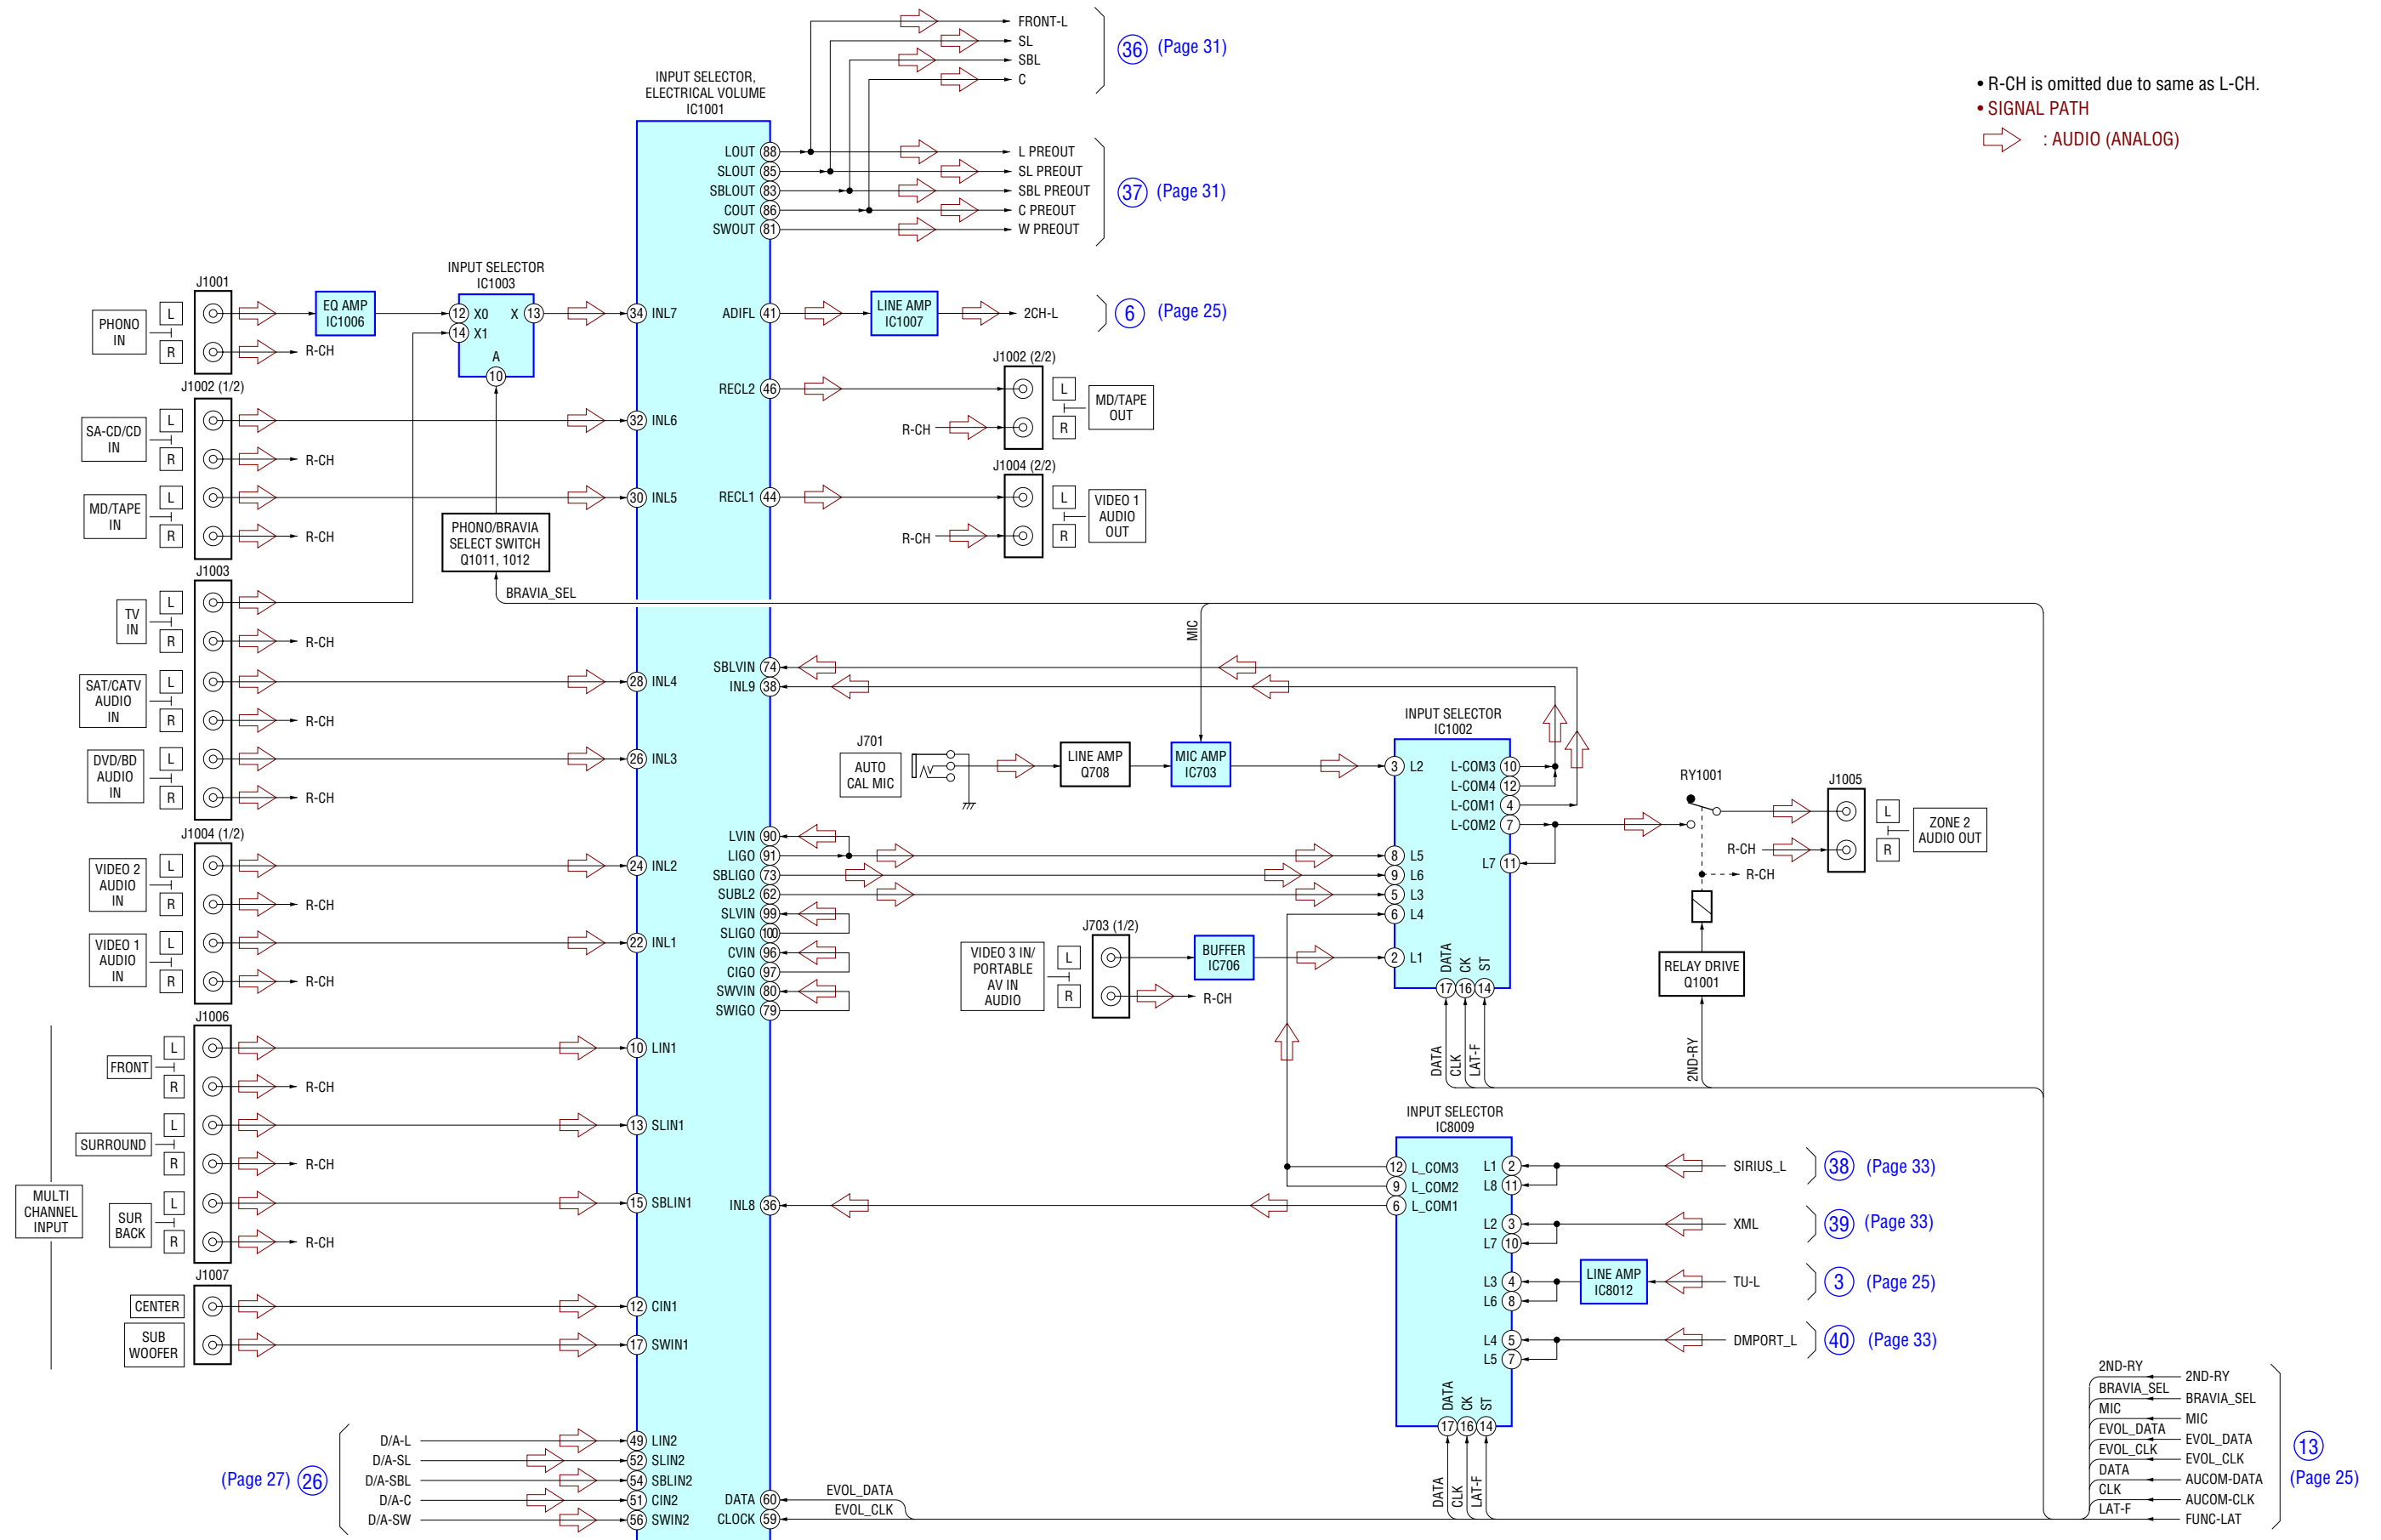 FRONT-L
SL
SBL
C
36 (Page 31)
• R-CH is omitted due to same as L-CH.
• SIGNAL PATH
: AUDIO (ANALOG)
INPUT SELECTOR,
ELECTRICAL VOLUME
IC1001
LOUT 88
SLOUT 85
SBLOUT 83
COUT 86
SWOUT 81
L PREOUT
SL PREOUT
SBL PREOUT
C PREOUT
W PREOUT
37 (Page 31)
J1001
PHONO
IN
L
R
R-CH
EQ AMP
IC1006
INPUT SELECTOR
IC1003
12 X0
14 X1
X 13
A
10
34 INL7
ADIFL 41
LINE AMP
IC1007
2CH-L
6 (Page 25)
J1002 (1/2)
SA-CD/CD
IN
L
R
R-CH
32 INL6
MD/TAPE
IN
L
R
R-CH
30 INL5
PHONO/BRAVIA
SELECT SWITCH
Q1011, 1012
BRAVIA_SEL
RECL2 46
J1002 (2/2)
R-CH
L
R
MD/TAPE
OUT
RECL1 44
J1004 (2/2)
R-CH
L
R
VIDEO 1
AUDIO
OUT
J1003
TV
IN
L
R
R-CH
SAT/CATV
AUDIO
IN
L
R
R-CH
28 INL4
DVD/BD
AUDIO
IN
L
R
R-CH
26 INL3
J1004 (1/2)
VIDEO 2
AUDIO
IN
L
R
R-CH
24 INL2
VIDEO 1
AUDIO
IN
L
R
R-CH
22 INL1
MIC
SBLVIN 74
INL9 38
J701
AUTO
CAL MIC
LINE AMP
Q708
MIC AMP
IC703
INPUT SELECTOR
IC1002
3 L2
L-COM3 10
L-COM4 12
L-COM1 4
L-COM2 7
L7 11
8 L5
9 L6
5 L3
6 L4
2 L1
DATA
CK
ST
17
16
14
DATA
CLK
LAT-F
RY1001
J1005
R-CH
L
R
ZONE 2
AUDIO OUT
R-CH
RELAY DRIVE
Q1001
2ND-RY
LVIN 90
LIGO 91
SBLIGO 73
SUBL2 62
SLVIN 99
SLIGO 100
CVIN 96
CIGO 97
SWVIN 80
SWIGO 79
J703 (1/2)
VIDEO 3 IN/
PORTABLE
AV IN
AUDIO
L
R
R-CH
BUFFER
IC706
MULTI
CHANNEL
INPUT
J1006
FRONT
L
R
R-CH
10 LIN1
SURROUND
L
R
R-CH
13 SLIN1
SUR
BACK
L
R
R-CH
15 SBLIN1
J1007
CENTER
12 CIN1
SUB
WOOFER
17 SWIN1
INL8 36
INPUT SELECTOR
IC8009
12 L_COM3
9 L_COM2
6 L_COM1
L1 2
L8 11
L2 3
L7 10
L3 4
L6 8
L4 5
L5 7
SIRIUS_L
38 (Page 33)
XML
39 (Page 33)
LINE AMP
IC8012
TU-L
3 (Page 25)
DMPORT_L
40 (Page 33)
DATA
CK
ST
17
16
14
DATA
CLK
LAT-F
(Page 27) 26
D/A-L
D/A-SL
D/A-SBL
D/A-C
D/A-SW
49 LIN2
52 SLIN2
54 SBLIN2
51 CIN2
56 SWIN2
DATA 60
CLOCK 59
EVOL_DATA
EVOL_CLK
2ND-RY 2ND-RY
BRAVIA_SEL BRAVIA_SEL
MIC MIC
EVOL_DATA EVOL_DATA
EVOL_CLK EVOL_CLK
DATA AUCOM-DATA
CLK AUCOM-CLK
LAT-F FUNC-LAT
13
(Page 25)